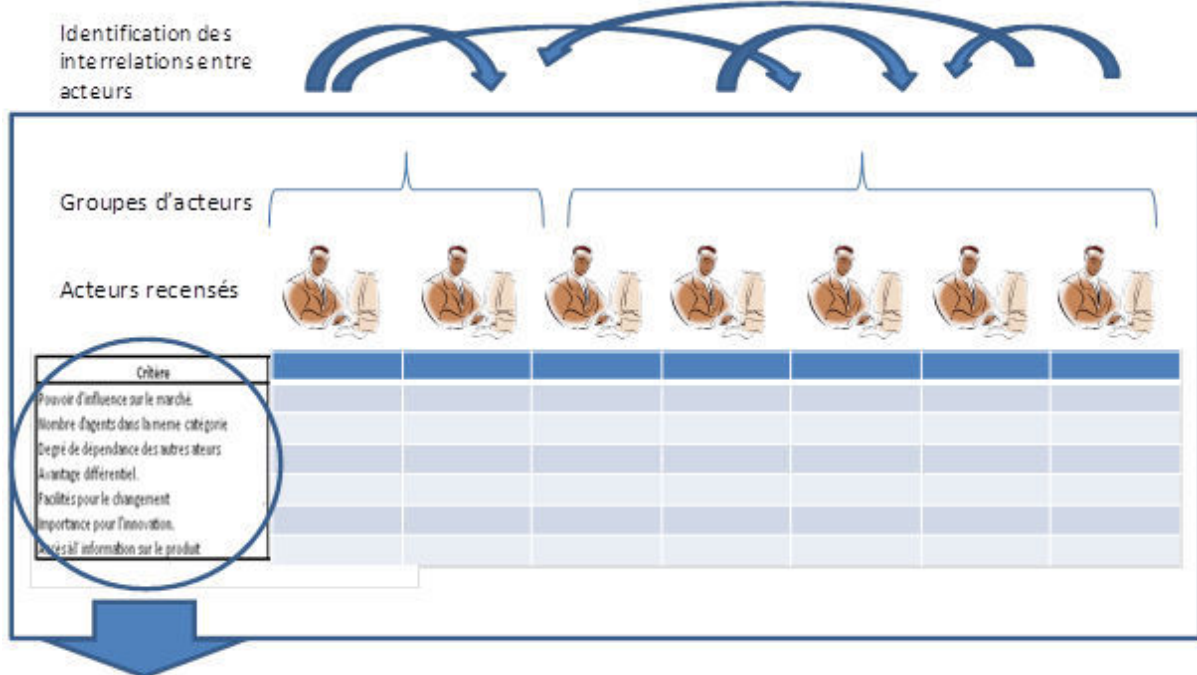 Identification des
interrelations entre
acteurs
Groupes d'acteurs
Acteurs recensés
Critère
Pouvoir d'influence sur le marché.
Nombre d'agents dans la meme catégorie
Degré de dépendance des autres ateurs
Avantage différentiel.
Facilités pour le changement
Importance pour l'innovation.
Accès à l' information sur le produit